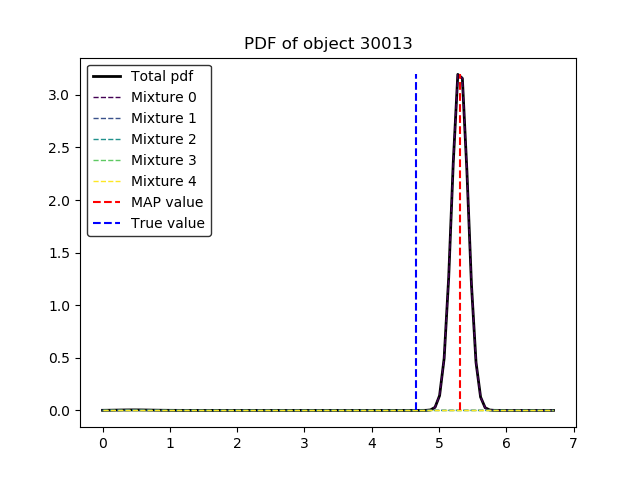 PDF of object 30013
Total pdf
Mixture 0
Mixture 1
Mixture 2
Mixture 3
Mixture 4
MAP value
True value
3.0
2.5
2.0
1.5
1.0
0.5
0.0
0 1 2 3 4 5 6 7